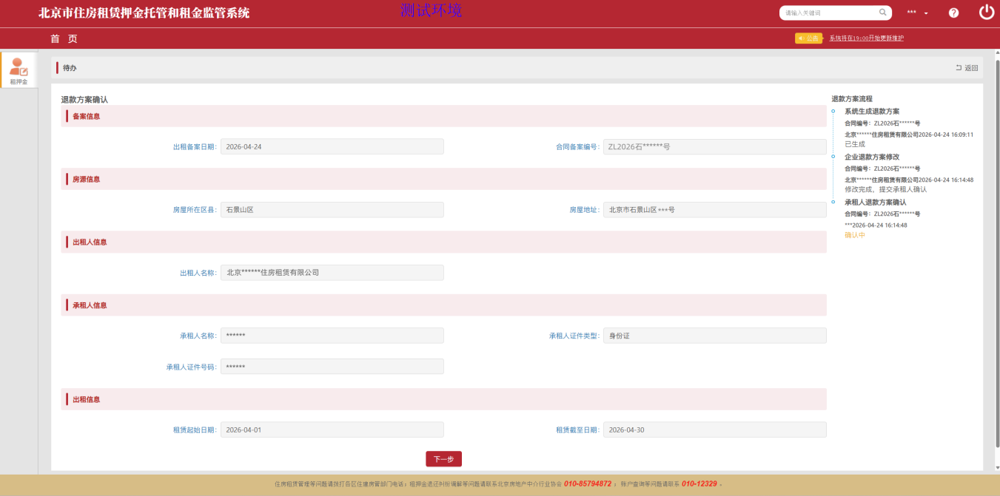 北京市住房租赁押金托管和租金监管系统
测试环境
请输入关键词
***
首 页
公告
系统将在19:00开始更新维护
租押金
待办
返回
退款方案确认
备案信息
出租备案日期: 2026-04-24
合同备案编号: ZL2026石******号
房源信息
房屋所在区县: 石景山区
房屋地址: 北京市石景山区***号
出租人信息
出租人名称: 北京******住房租赁有限公司
承租人信息
承租人名称: ******
承租人证件类型: 身份证
承租人证件号码: ******
出租信息
租赁起始日期: 2026-04-01
租赁截至日期: 2026-04-30
下一步
退款方案流程
系统生成退款方案
合同编号: ZL2026石******号
北京******住房租赁有限公司2026-04-24 16:09:11
已生成
企业退款方案修改
合同编号: ZL2026石******号
北京******住房租赁有限公司2026-04-24 16:14:48
修改完成，提交承租人确认
承租人退款方案确认
合同编号: ZL2026石******号
***2026-04-24 16:14:48
确认中
住房租赁管理等问题请拨打各区住建房管部门电话；租押金退还纠纷调解等问题请联系北京房地产中介行业协会 010-85794872 ； 账户查询等问题请联系 010-12329 。